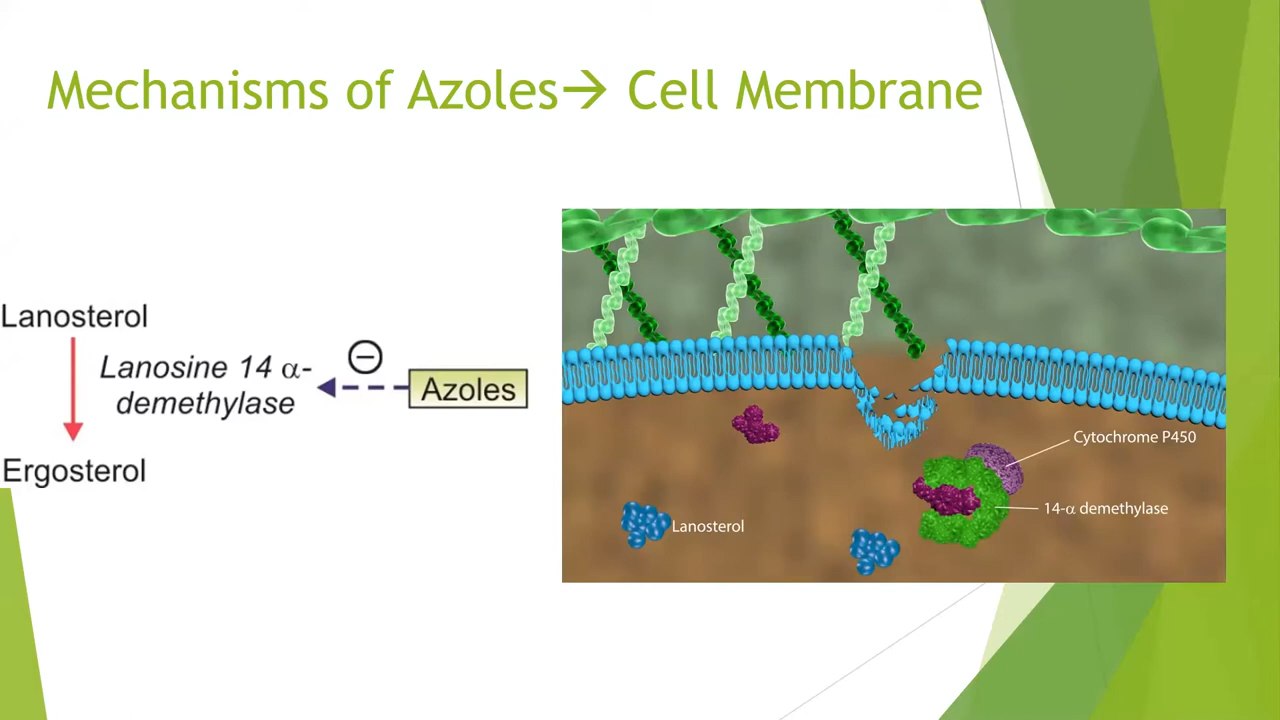 Mechanisms of Azoles→ Cell Membrane
Lanosterol
Lanosine 14 α-
demethylase
Azoles
Ergosterol
Cytochrome P450
14-α demethylase
Lanosterol